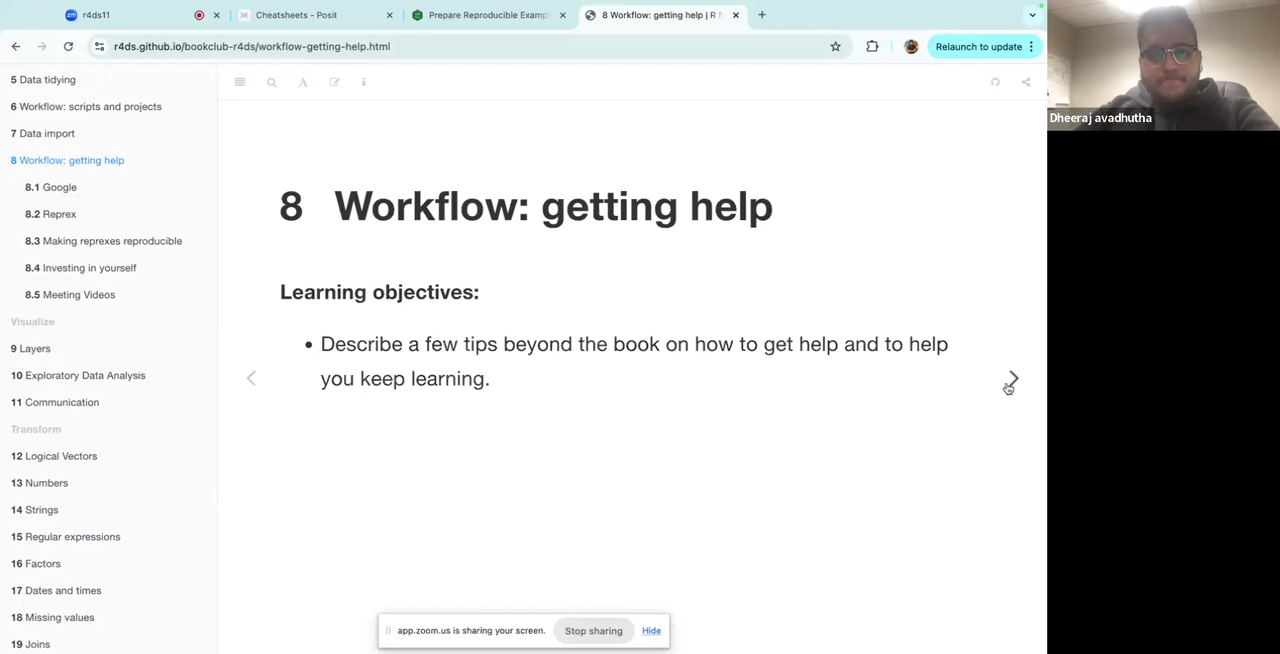 r4ds11
Cheatsheets - Posit
Prepare Reproducible Examp
8 Workflow: getting help | R
r4ds.github.io/bookclub-r4ds/workflow-getting-help.html
Relaunch to update
5 Data tidying
6 Workflow: scripts and projects
7 Data import
8 Workflow: getting help
8.1 Google
8.2 Reprex
8.3 Making reprexes reproducible
8.4 Investing in yourself
8.5 Meeting Videos
Visualize
9 Layers
10 Exploratory Data Analysis
11 Communication
Transform
12 Logical Vectors
13 Numbers
14 Strings
15 Regular expressions
16 Factors
17 Dates and times
18 Missing values
19 Joins
8 Workflow: getting help
Learning objectives:
• Describe a few tips beyond the book on how to get help and to help
you keep learning.
app.zoom.us is sharing your screen.
Stop sharing
Hide
Dheeraj avadhutha